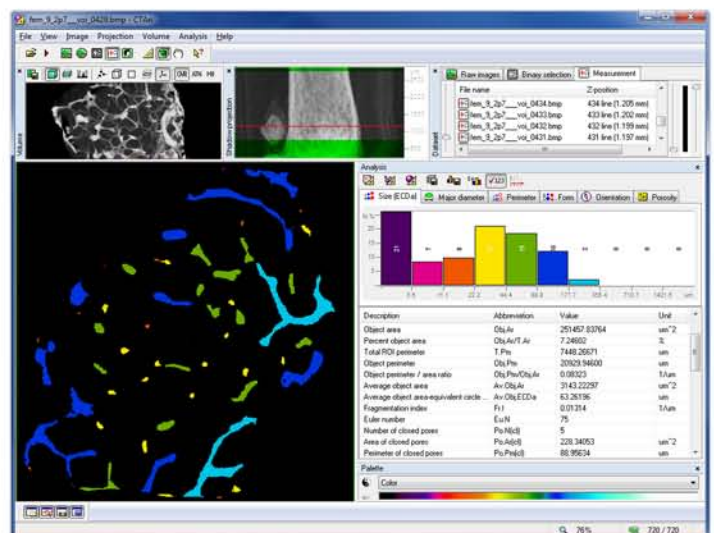 fem_9_2p7__voi_0428.bmp - CTAn
File View Image Projection Volume Analysis Help
Volume
Shadow projection
Dataset
Raw images Binary selection Measurement
File name Z-position
fem_9_2p7__voi_0434.bmp 434 line (1.205 mm)
fem_9_2p7__voi_0433.bmp 433 line (1.202 mm)
fem_9_2p7__voi_0432.bmp 432 line (1.199 mm)
fem_9_2p7__voi_0431.bmp 431 line (1.197 mm)
Analysis
Size (ECDa) Major diameter Perimeter Form Orientation Porosity
Description Abbreviation Value Unit
Object area Obj.Ar 251457.83764 um^2
Percent object area Obj.Ar/T.Ar 7.24602 %
Total ROI perimeter T.Pm 7448.26671 um
Object perimeter Obj.Pm 20929.94600 um
Object perimeter / area ratio Obj.Pm/Obj.Ar 0.08323 1/um
Average object area Av.Obj.Ar 3143.22297 um^2
Average object area-equivalent circle ... Av.Obj.ECDa 63.26196 um
Fragmentation index Fr.I 0.01314 1/um
Euler number Eu.N 75
Number of closed pores Po.N(cl) 5
Area of closed pores Po.Ar(cl) 228.34053 um^2
Perimeter of closed pores Po.Pm(cl) 88.95634 um
Palette
Color
76% 720 / 720